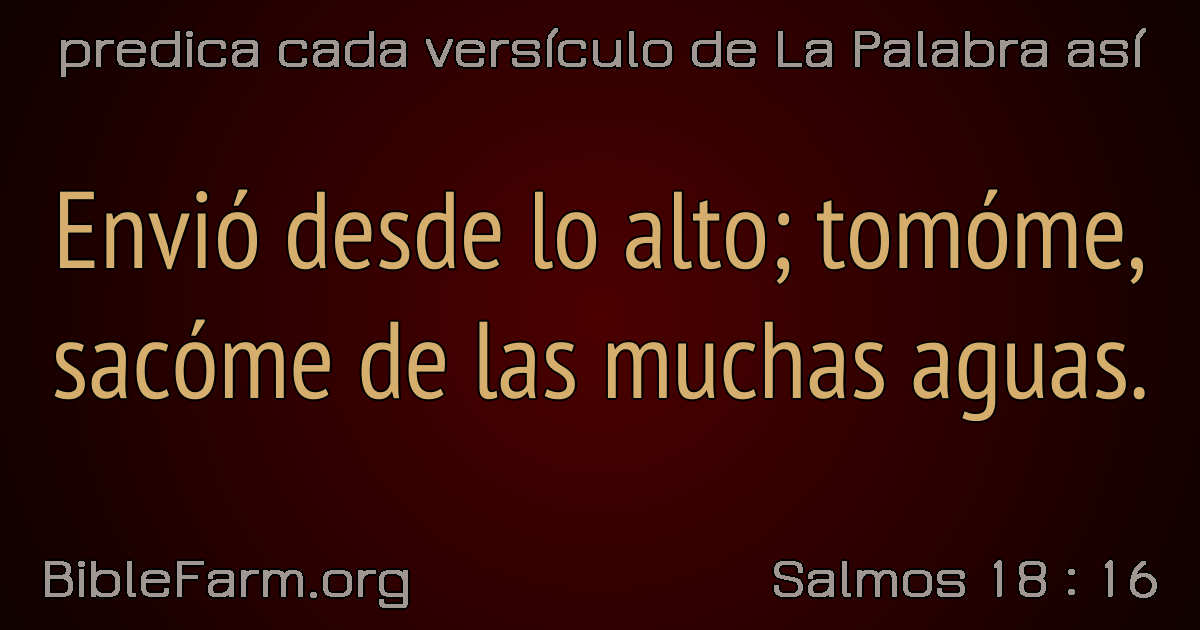 predica cada versículo de La Palabra así
Envió desde lo alto; tomóme,
sacóme de las muchas aguas.
BibleFarm.org
Salmos 18 : 16